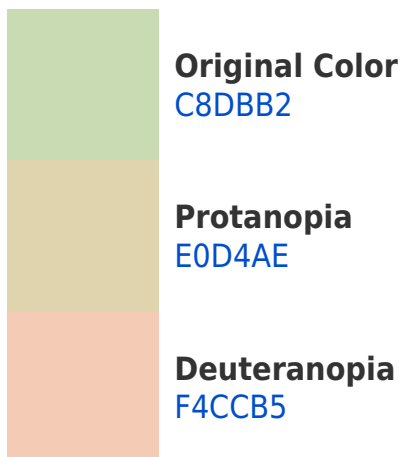 Original Color
C8DBB2
Protanopia
E0D4AE
Deuteranopia
F4CCB5